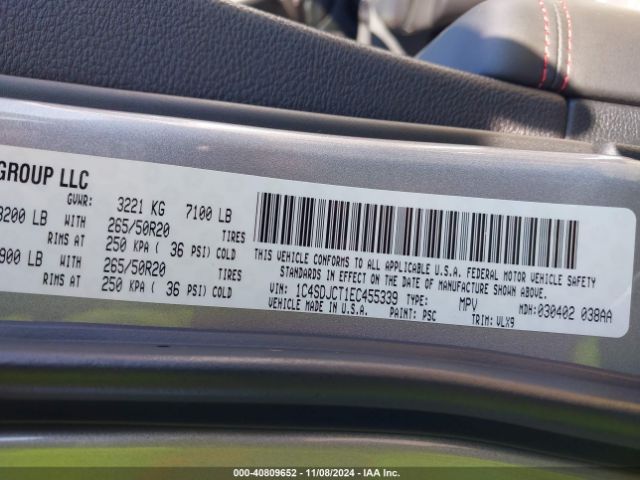 GROUP LLC
GVWR: 3221 KG 7100 LB
3200 LB WITH 265/50R20 TIRES
RIMS AT 250 KPA ( 36 PSI) COLD
900 LB WITH 265/50R20 TIRES
RIMS AT 250 KPA ( 36 PSI) COLD
THIS VEHICLE CONFORMS TO ALL APPLICABLE U.S.A. FEDERAL MOTOR VEHICLE SAFETY
STANDARDS IN EFFECT ON THE DATE OF MANUFACTURE SHOWN ABOVE.
VIN: 1C4SDJCT1EC455339 TYPE: MPV MDH:030402 038AA
VEHICLE MADE IN U.S.A. PAINT: PSC TRIM: VLX9
000-40809652 - 11/08/2024 - IAA Inc.